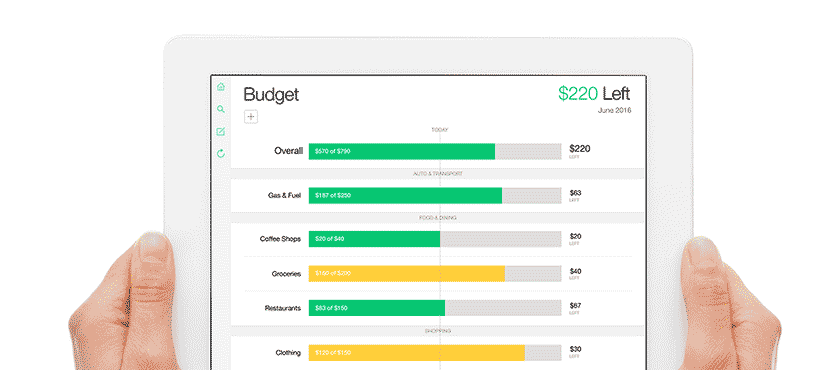 Budget
$220 Left
June 2016
+
TODAY
Overall $570 of $790 $220
LEFT
AUTO & TRANSPORT
Gas & Fuel $187 of $250 $63
LEFT
FOOD & DINING
Coffee Shops $20 of $40 $20
LEFT
Groceries $160 of $200 $40
LEFT
Restaurants $83 of $150 $67
LEFT
SHOPPING
Clothing $120 of $150 $30
LEFT